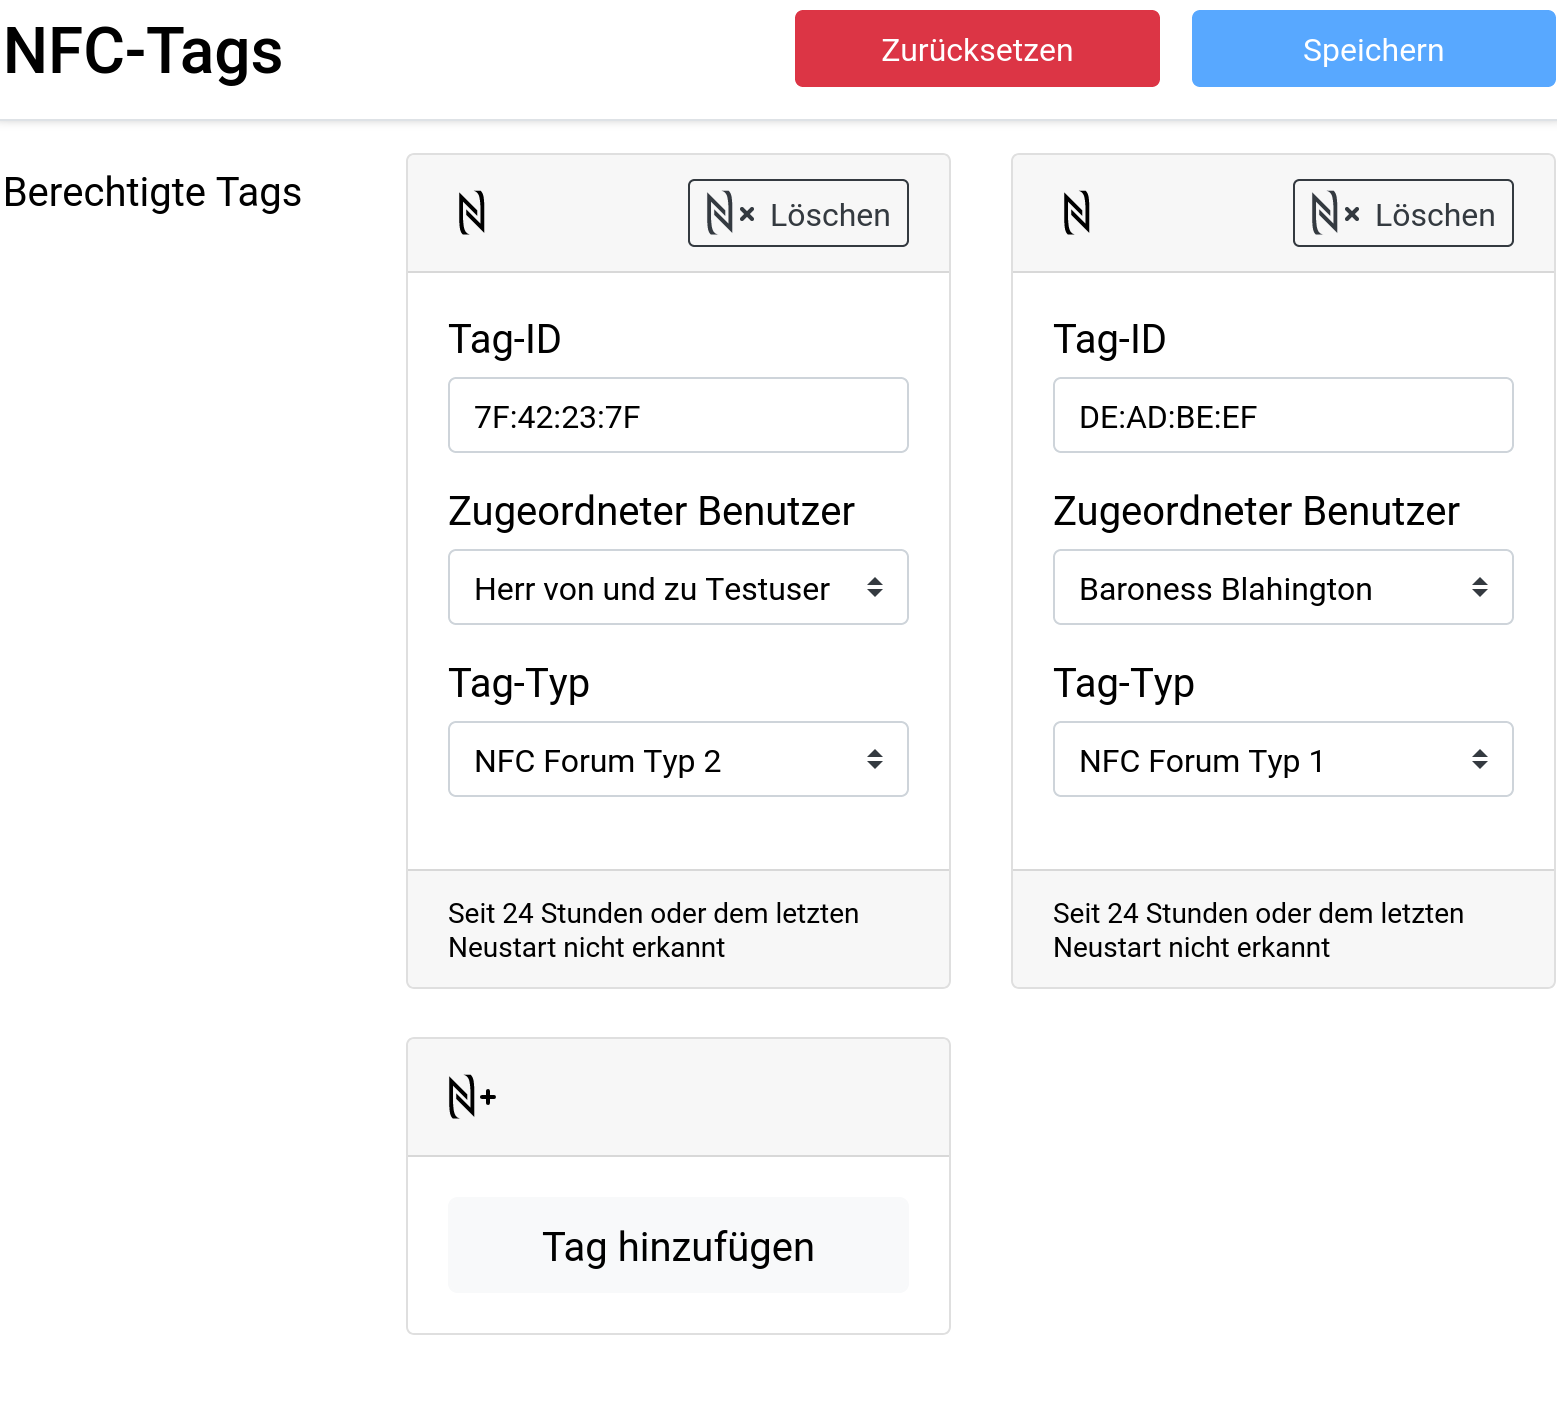 NFC-Tags
Zurücksetzen
Speichern
Berechtigte Tags
Löschen
Tag-ID
7F:42:23:7F
Zugeordneter Benutzer
Herr von und zu Testuser
Tag-Typ
NFC Forum Typ 2
Seit 24 Stunden oder dem letzten
Neustart nicht erkannt
Löschen
Tag-ID
DE:AD:BE:EF
Zugeordneter Benutzer
Baroness Blahington
Tag-Typ
NFC Forum Typ 1
Seit 24 Stunden oder dem letzten
Neustart nicht erkannt
Tag hinzufügen